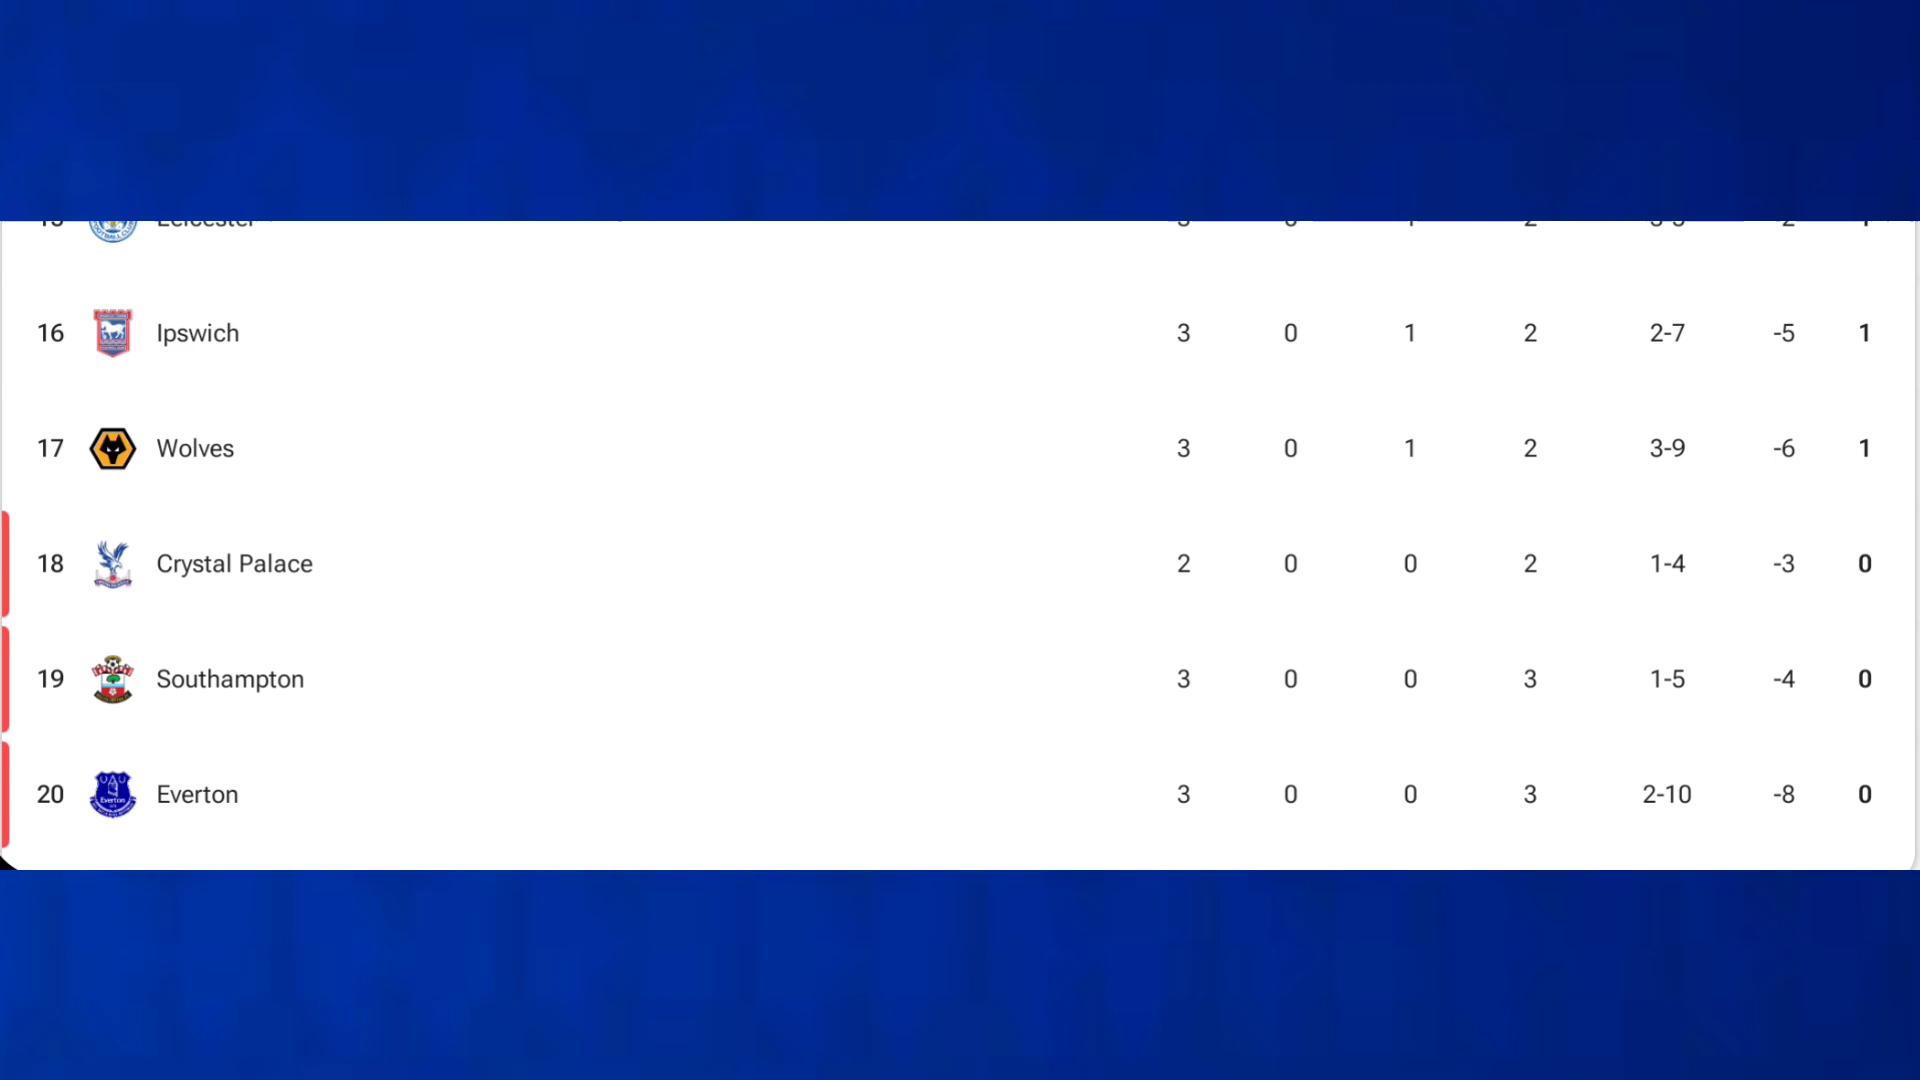 Leicester
16 Ipswich 3 0 1 2 2-7 -5 1
17 Wolves 3 0 1 2 3-9 -6 1
18 Crystal Palace 2 0 0 2 1-4 -3 0
19 Southampton 3 0 0 3 1-5 -4 0
20 Everton 3 0 0 3 2-10 -8 0